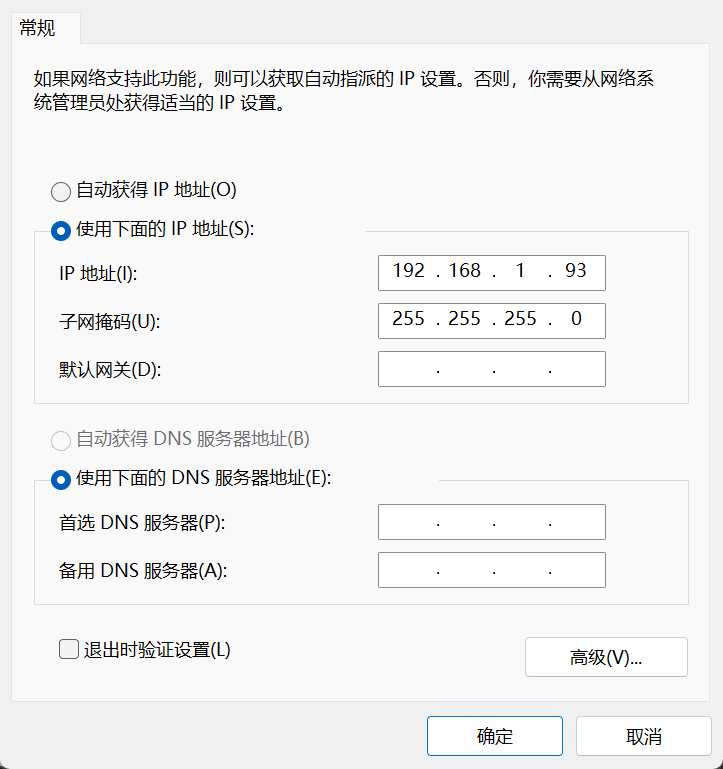 常规
如果网络支持此功能，则可以获取自动指派的 IP 设置。否则，你需要从网络系
统管理员处获得适当的 IP 设置。
自动获得 IP 地址(O)
使用下面的 IP 地址(S):
IP 地址(I): 192 . 168 . 1 . 93
子网掩码(U): 255 . 255 . 255 . 0
默认网关(D): . . .
自动获得 DNS 服务器地址(B)
使用下面的 DNS 服务器地址(E):
首选 DNS 服务器(P): . . .
备用 DNS 服务器(A): . . .
退出时验证设置(L)
高级(V)...
确定 取消